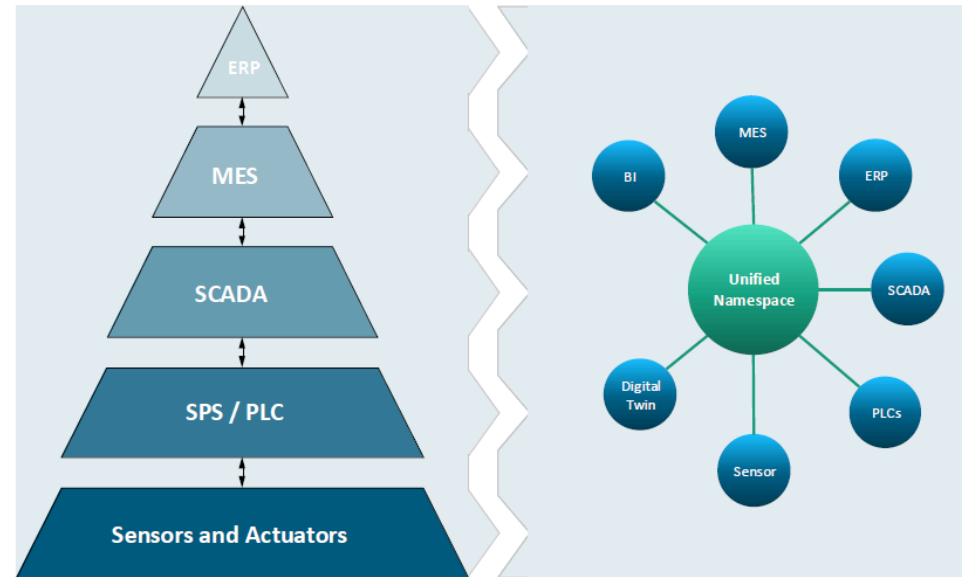 ERP
MES
SCADA
SPS / PLC
Sensors and Actuators
MES
BI
ERP
Unified
Namespace
SCADA
Digital
Twin
PLCs
Sensor